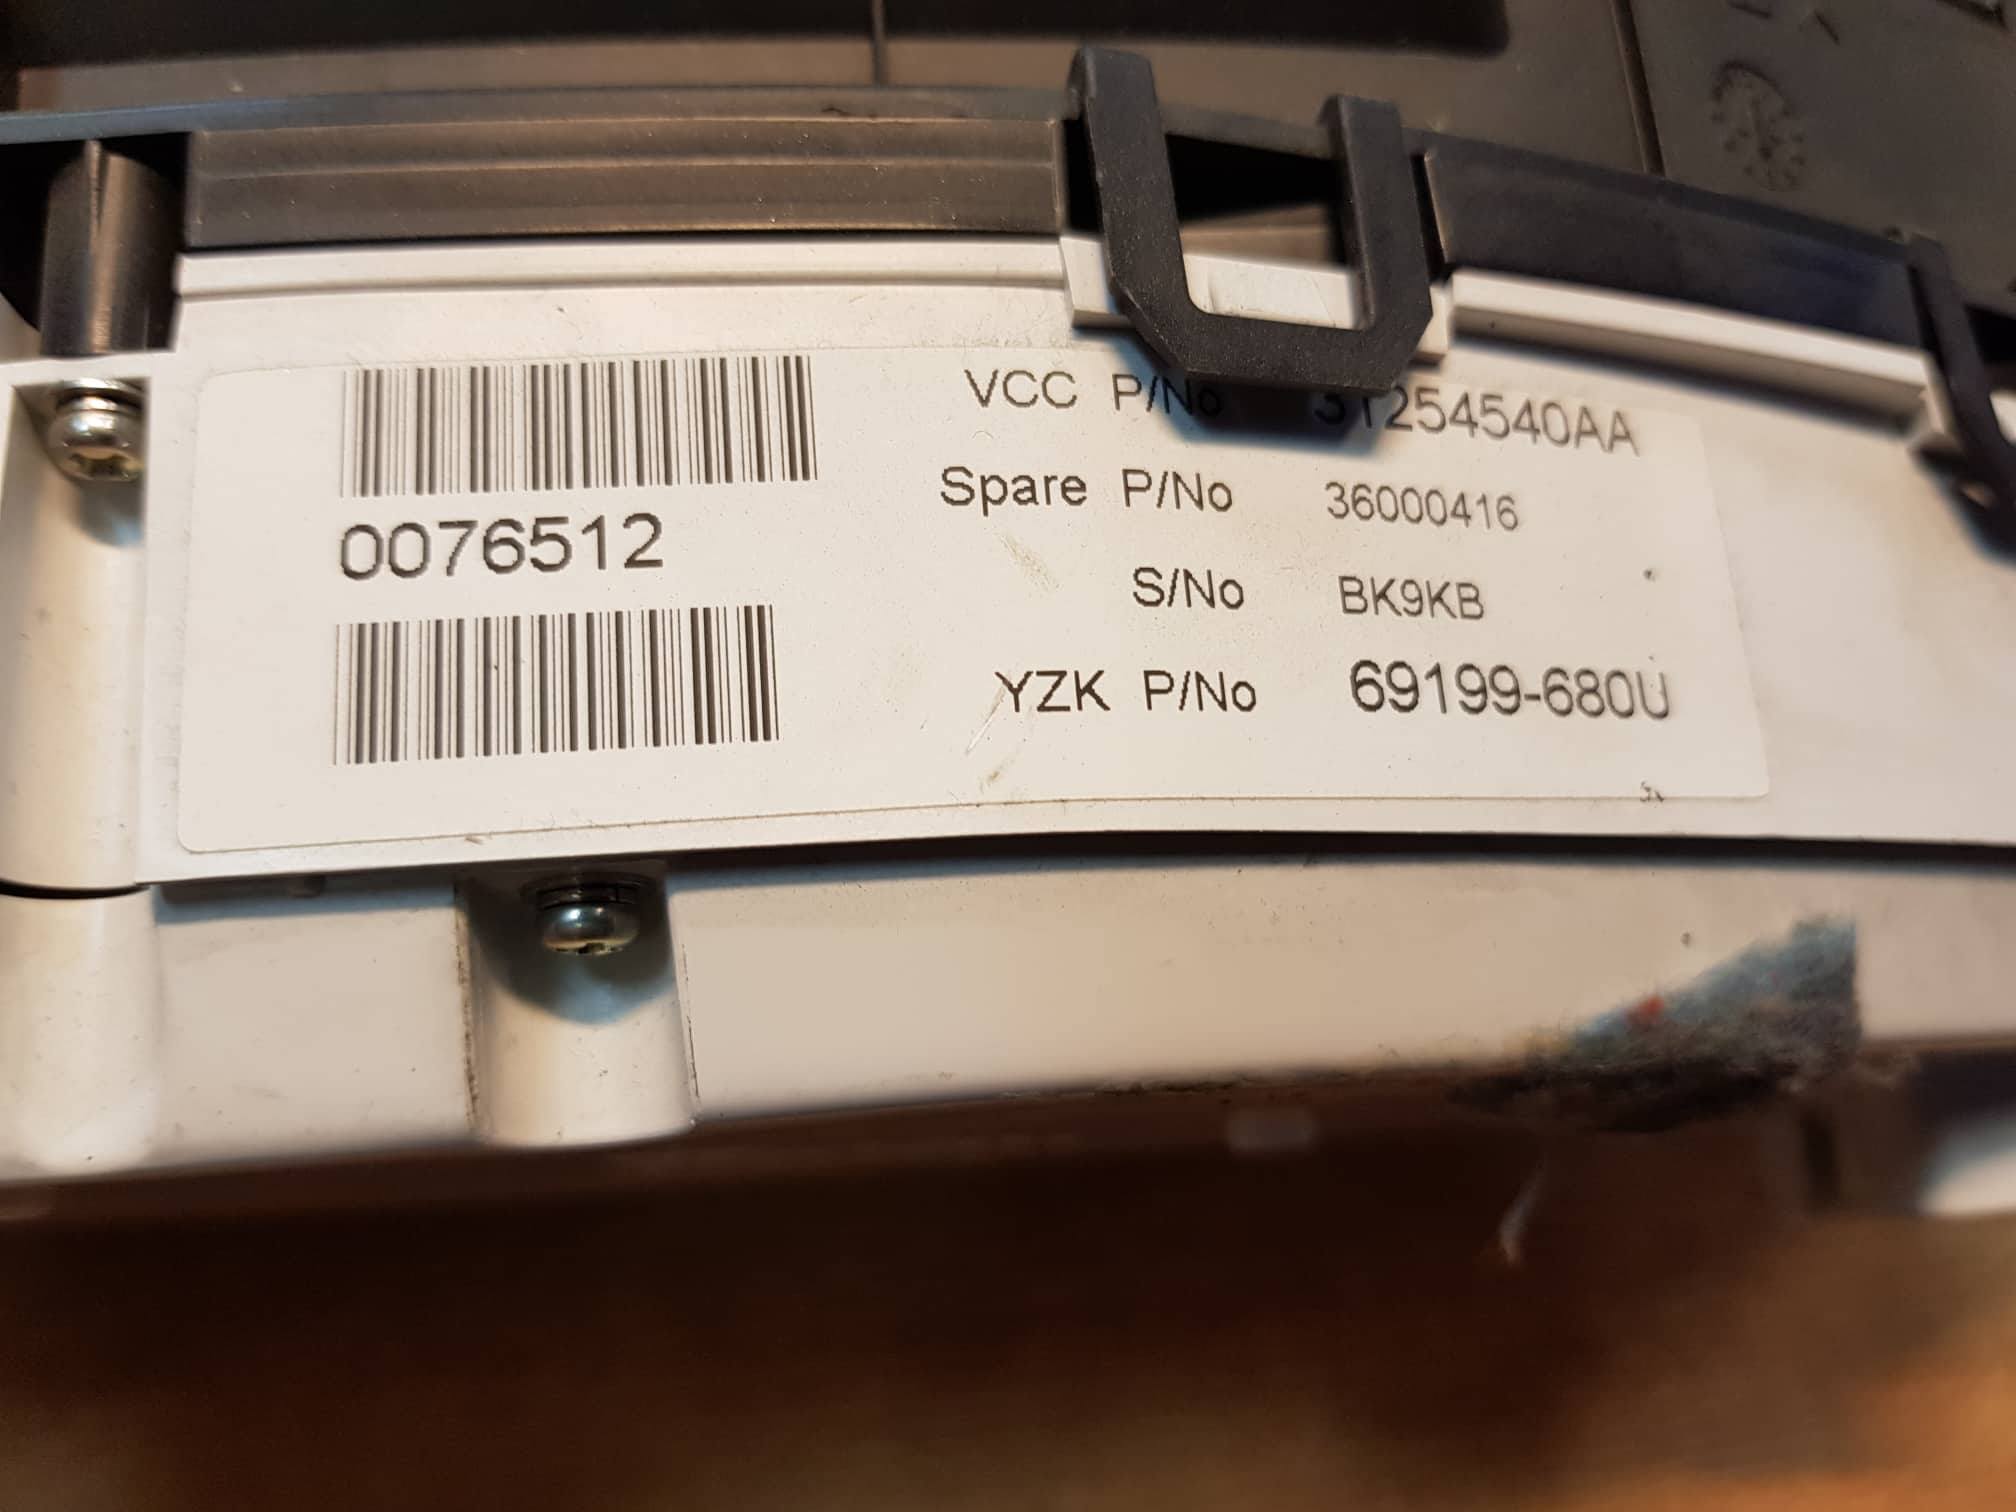 VCC P/No 31254540AA
0076512
Spare P/No 36000416
S/No BK9KB
YZK P/No 69199-680U